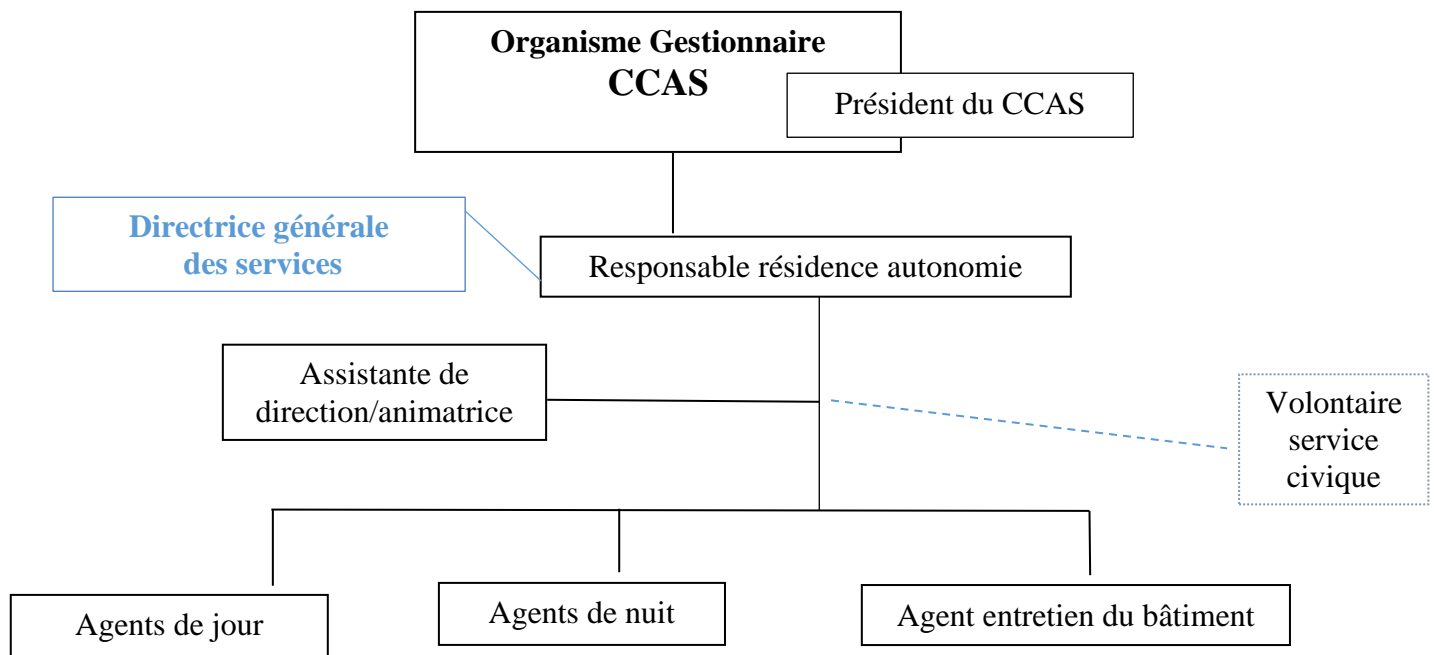 Organisme Gestionnaire
CCAS
Président du CCAS
Directrice générale
des services
Responsable résidence autonomie
Assistante de
direction/animatrice
Volontaire
service
civique
Agents de jour
Agents de nuit
Agent entretien du bâtiment